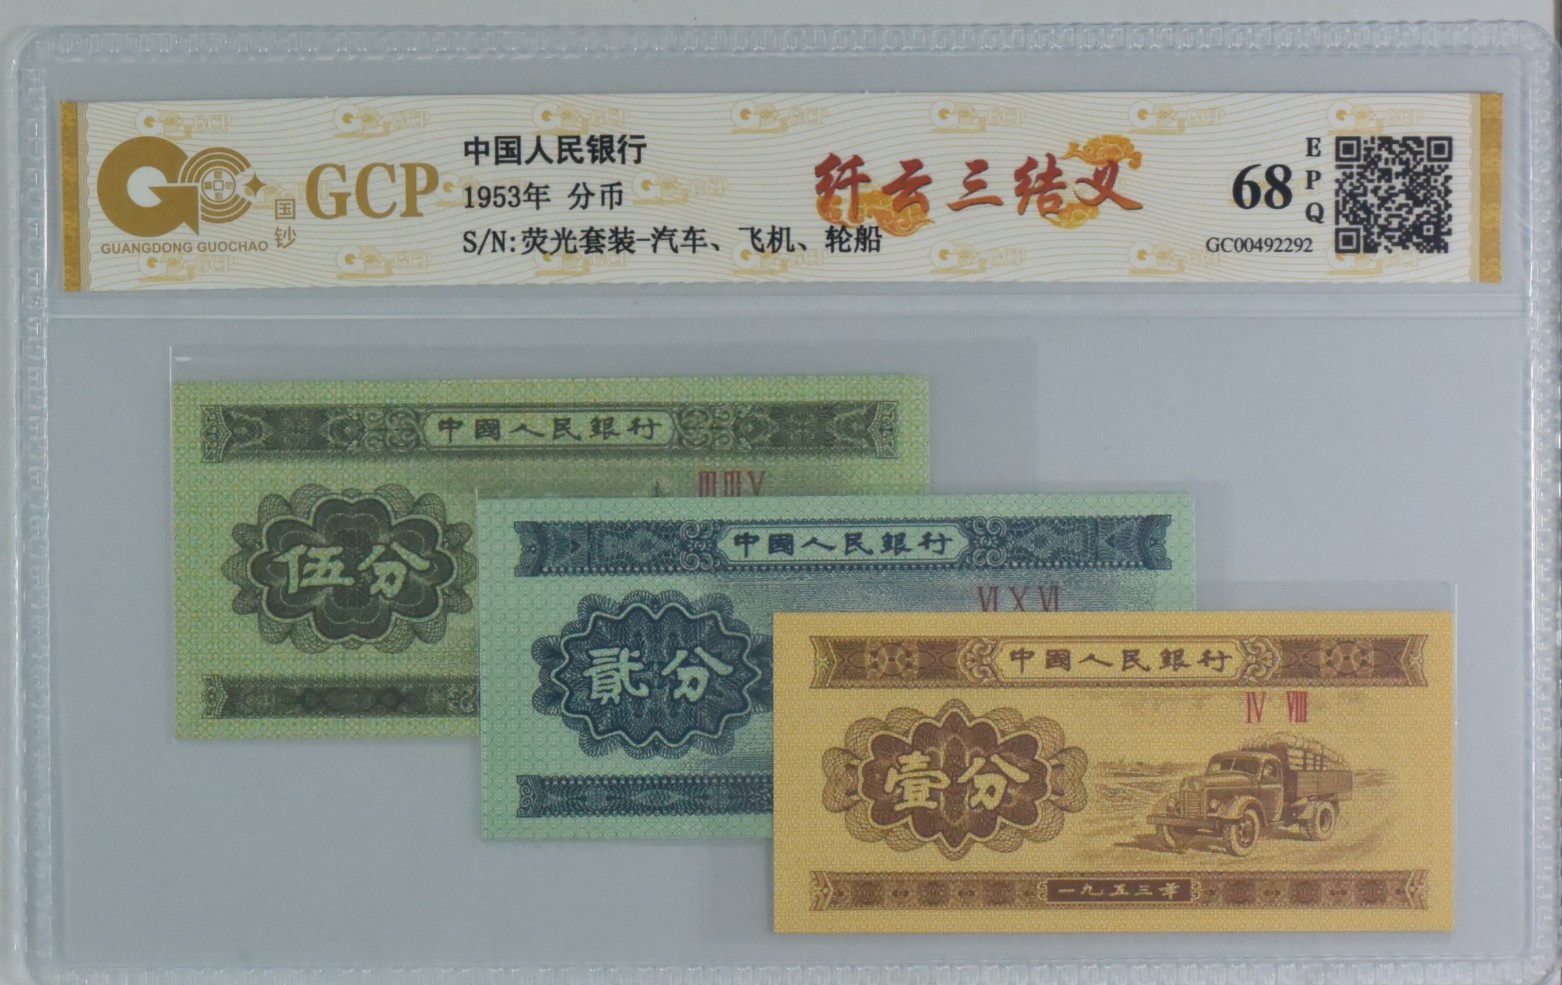 GUANGDONG GUOCHAO
国钞
GCP
中国人民银行
1953年 分币
S/N:荧光套装-汽车、飞机、轮船
纤云三结义
68
EPQ
GC00492292
中國人民銀行
III III V
伍分
中國人民銀行
VI X VI
貳分
中國人民銀行
IV VIII
壹分
一九五三年